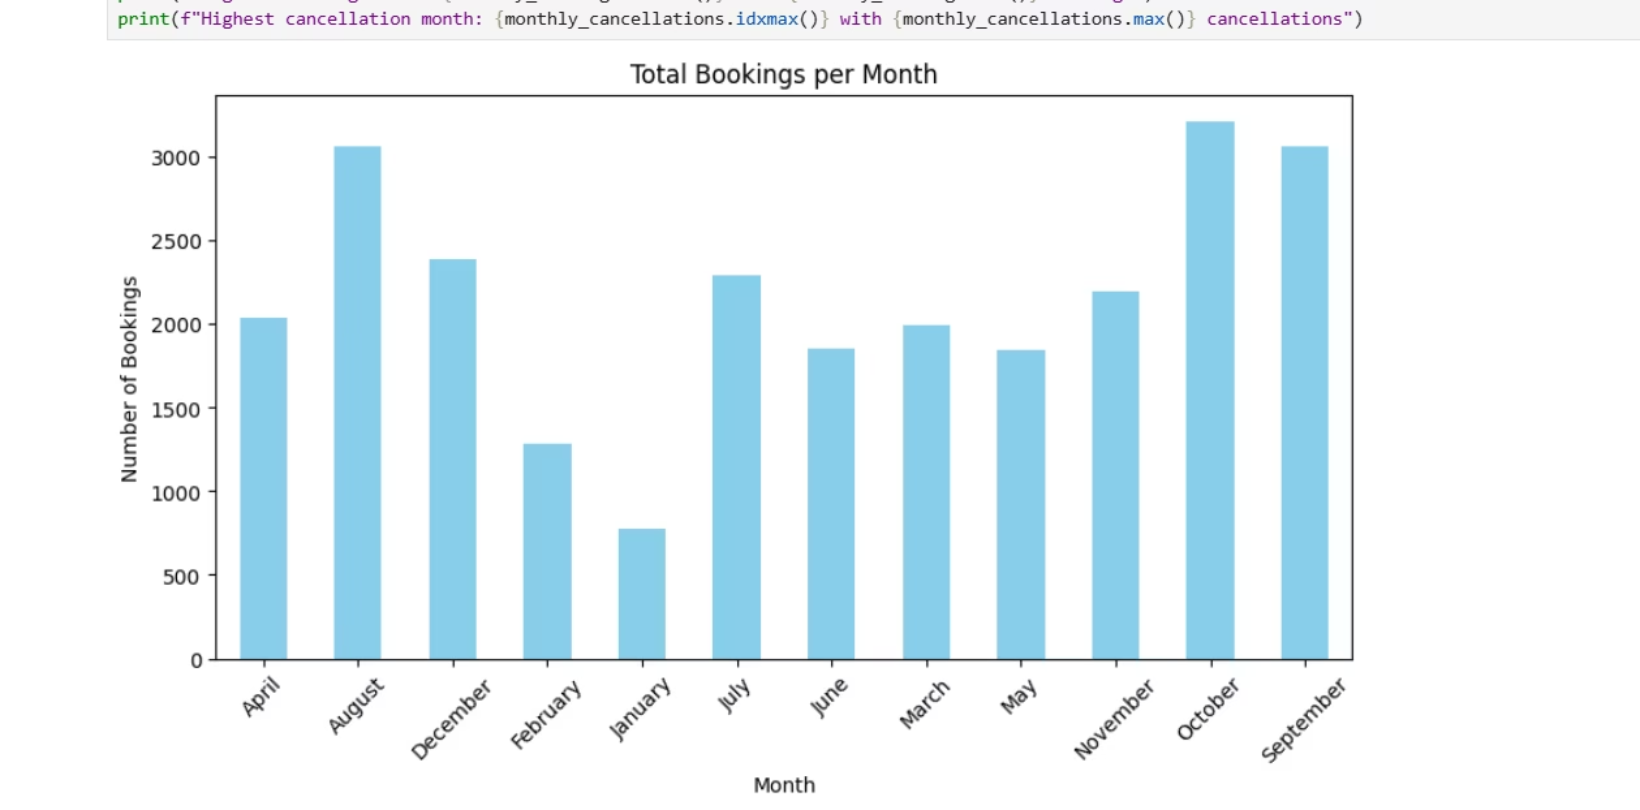 print(f"Highest cancellation month: {monthly_cancellations.idxmax()} with {monthly_cancellations.max()} cancellations")
Total Bookings per Month
3000
2500
2000
1500
1000
500
0
Number of Bookings
April
August
December
February
January
July
June
March
May
November
October
September
Month